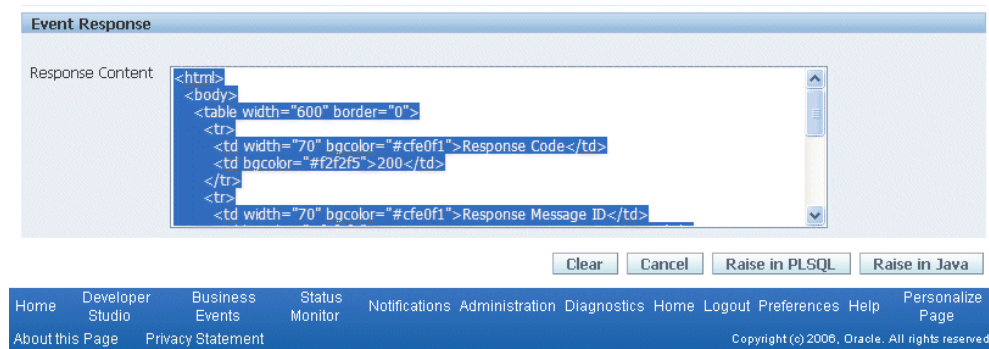 Event Response
Response Content
<html>
<body>
<table width="600" border="0">
<tr>
<td width="70" bgcolor="#cfe0f1">Response Code</td>
<td bgcolor="#f2f2f5">200</td>
</tr>
<tr>
<td width="70" bgcolor="#cfe0f1">Response Message ID</td>
Clear Cancel Raise in PLSQL Raise in Java
Home Developer Studio Business Events Status Monitor Notifications Administration Diagnostics Home Logout Preferences Help Personalize Page
About this Page Privacy Statement Copyright (c) 2006, Oracle. All rights reserved